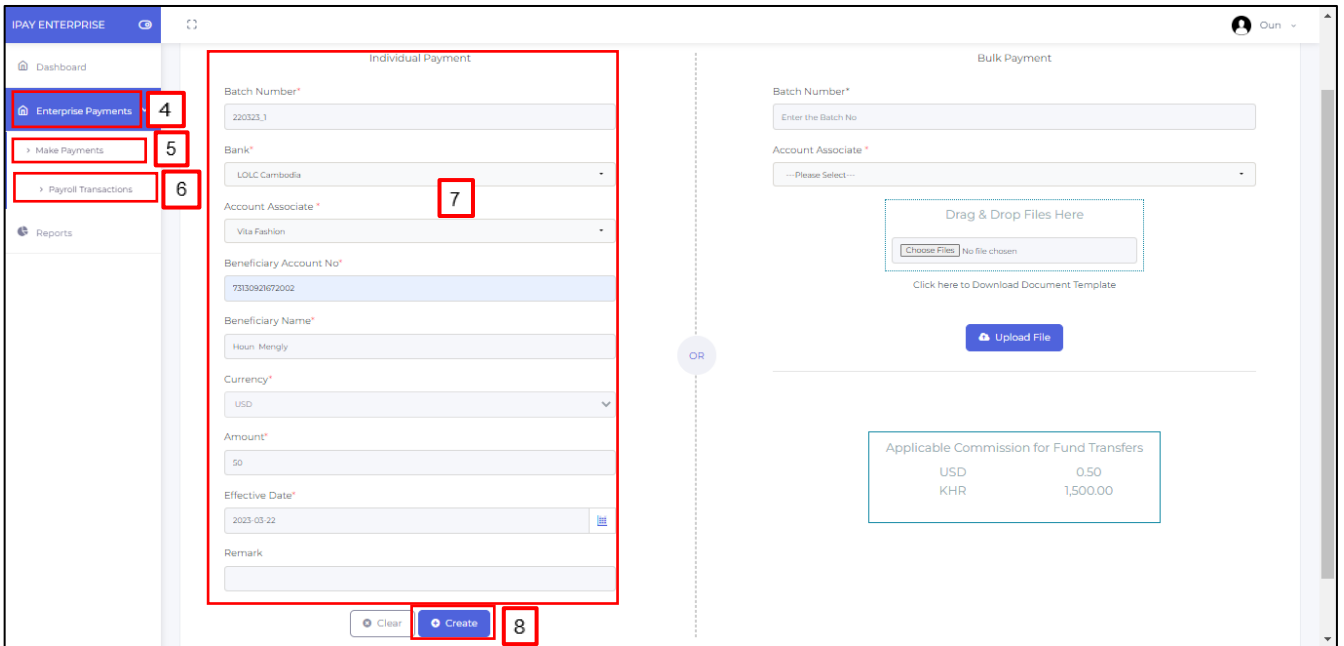 IPAY ENTERPRISE
Oun
Dashboard
Enterprise Payments
4
> Make Payments
5
> Payroll Transactions
6
Reports
Individual Payment
Batch Number*
220323_1
Bank*
LOLC Cambodia
7
Account Associate *
Vita Fashion
Beneficiary Account No*
73130921672002
Beneficiary Name*
Houn Mengly
Currency*
USD
Amount*
50
Effective Date*
2023-03-22
Remark
Clear
Create
8
OR
Bulk Payment
Batch Number*
Enter the Batch No
Account Associate *
---Please Select---
Drag & Drop Files Here
Choose Files No file chosen
Click here to Download Document Template
Upload File
Applicable Commission for Fund Transfers
USD 0.50
KHR 1,500.00